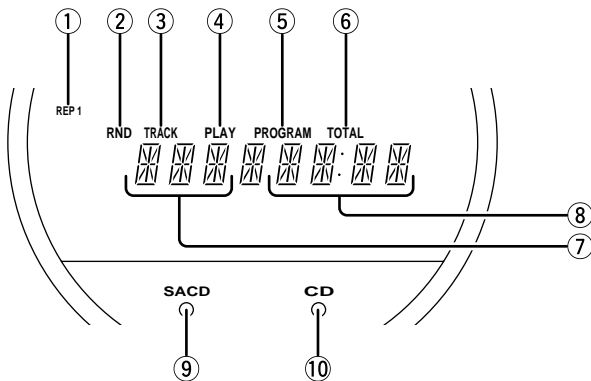 ① ② ③ ④ ⑤ ⑥
REP 1
RND TRACK PLAY PROGRAM TOTAL
⑧
⑦
SACD CD
⑨ ⑩